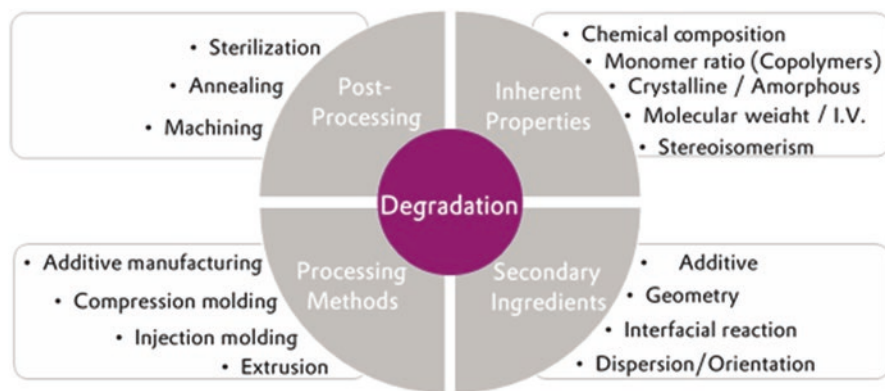 • Sterilization
• Annealing
• Machining
Post-
Processing
Inherent
Properties
• Chemical composition
• Monomer ratio (Copolymers)
• Crystalline / Amorphous
• Molecular weight / I.V.
• Stereoisomerism
Degradation
• Additive manufacturing
• Compression molding
• Injection molding
• Extrusion
Processing
Methods
Secondary
Ingredients
• Additive
• Geometry
• Interfacial reaction
• Dispersion/Orientation